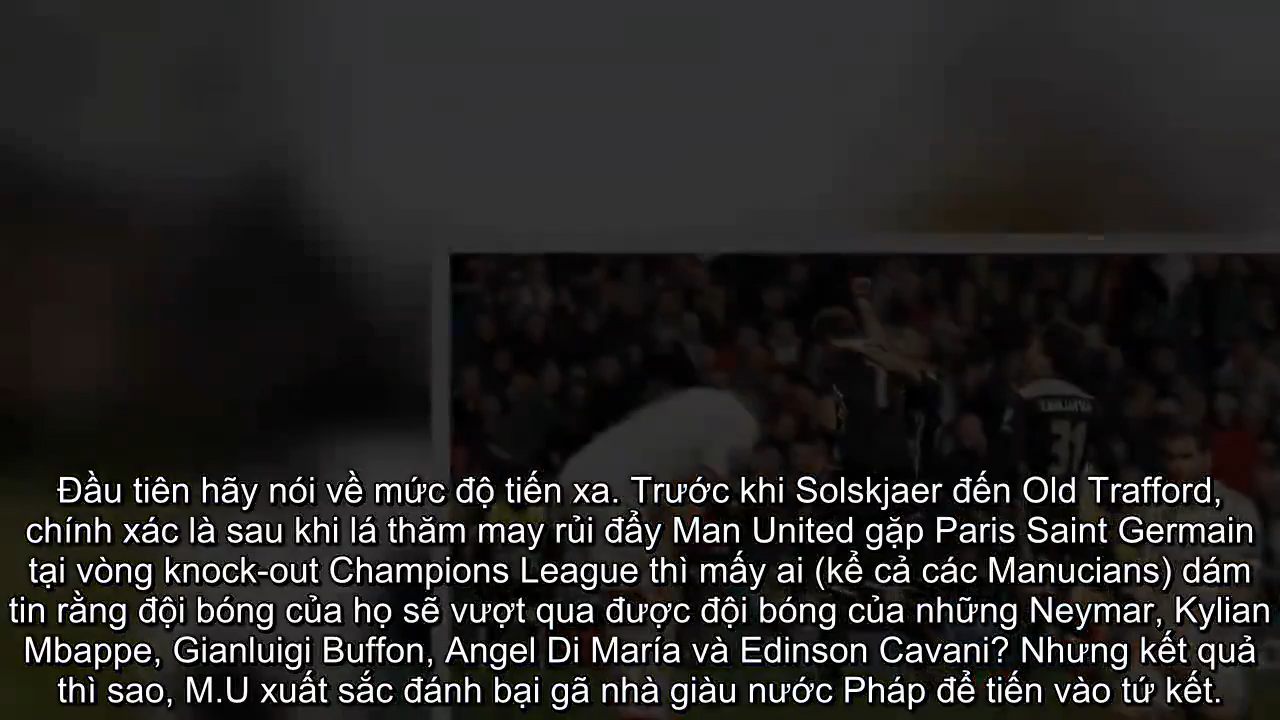 Đầu tiên hãy nói về mức độ tiến xa. Trước khi Solskjaer đến Old Trafford,
chính xác là sau khi lá thăm may rủi đẩy Man United gặp Paris Saint Germain
tại vòng knock-out Champions League thì mấy ai (kể cả các Manucians) dám
tin rằng đội bóng của họ sẽ vượt qua được đội bóng của những Neymar, Kylian
Mbappe, Gianluigi Buffon, Angel Di María và Edinson Cavani? Nhưng kết quả
thì sao, M.U xuất sắc đánh bại gã nhà giàu nước Pháp để tiến vào tứ kết.